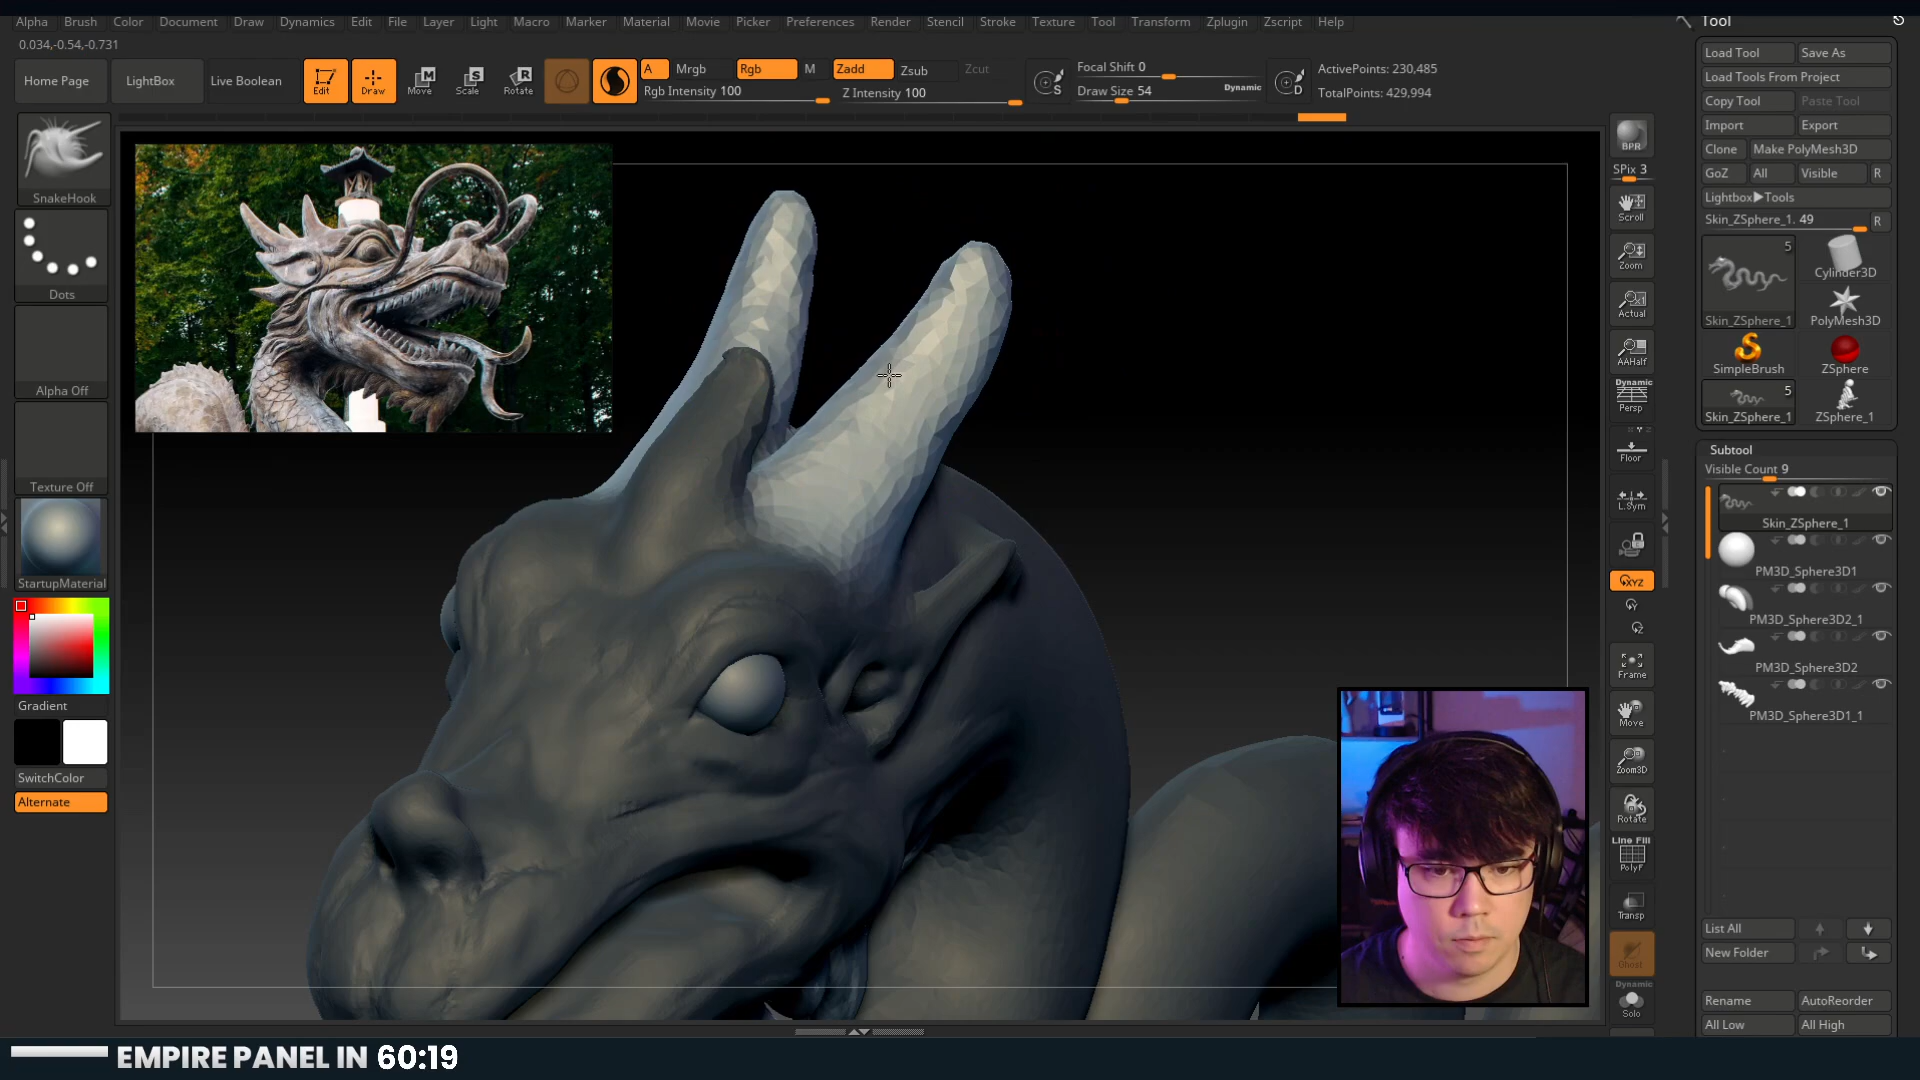 Alpha Brush Color Document Draw Dynamics Edit File Layer Light Macro Marker Material Movie Picker Preferences Render Stencil Stroke Texture Tool Transform Zplugin Zscript Help
0.034,-0.54,-0.731
Home Page
LightBox
Live Boolean
Edit
Draw
Move
Scale
Rotate
A
Mrgb
Rgb
M
Zadd
Zsub
Zcut
Rgb Intensity 100
Z Intensity 100
S
Focal Shift 0
Draw Size 54
Dynamic
D
ActivePoints: 230,485
TotalPoints: 429,994
SnakeHook
Dots
Alpha Off
Texture Off
StartupMaterial
Gradient
SwitchColor
Alternate
BPR
SPix 3
Scroll
Zoom
Actual
AAHalf
Dynamic
Persp
Floor
L.Sym
XYZ
Frame
Move
Zoom3D
Rotate
Line Fill
PolyF
Transp
Ghost
Dynamic
Solo
Tool
Load Tool
Save As
Load Tools From Project
Copy Tool
Paste Tool
Import
Export
Clone
Make PolyMesh3D
GoZ
All
Visible
R
Lightbox▶Tools
Skin_ZSphere_1. 49
R
5
Skin_ZSphere_1
Cylinder3D
PolyMesh3D
SimpleBrush
ZSphere
5
Skin_ZSphere_1
ZSphere_1
Subtool
Visible Count 9
Skin_ZSphere_1
PM3D_Sphere3D1
PM3D_Sphere3D2_1
PM3D_Sphere3D2
PM3D_Sphere3D1_1
List All
New Folder
Rename
AutoReorder
All Low
All High
EMPIRE PANEL IN 60:19